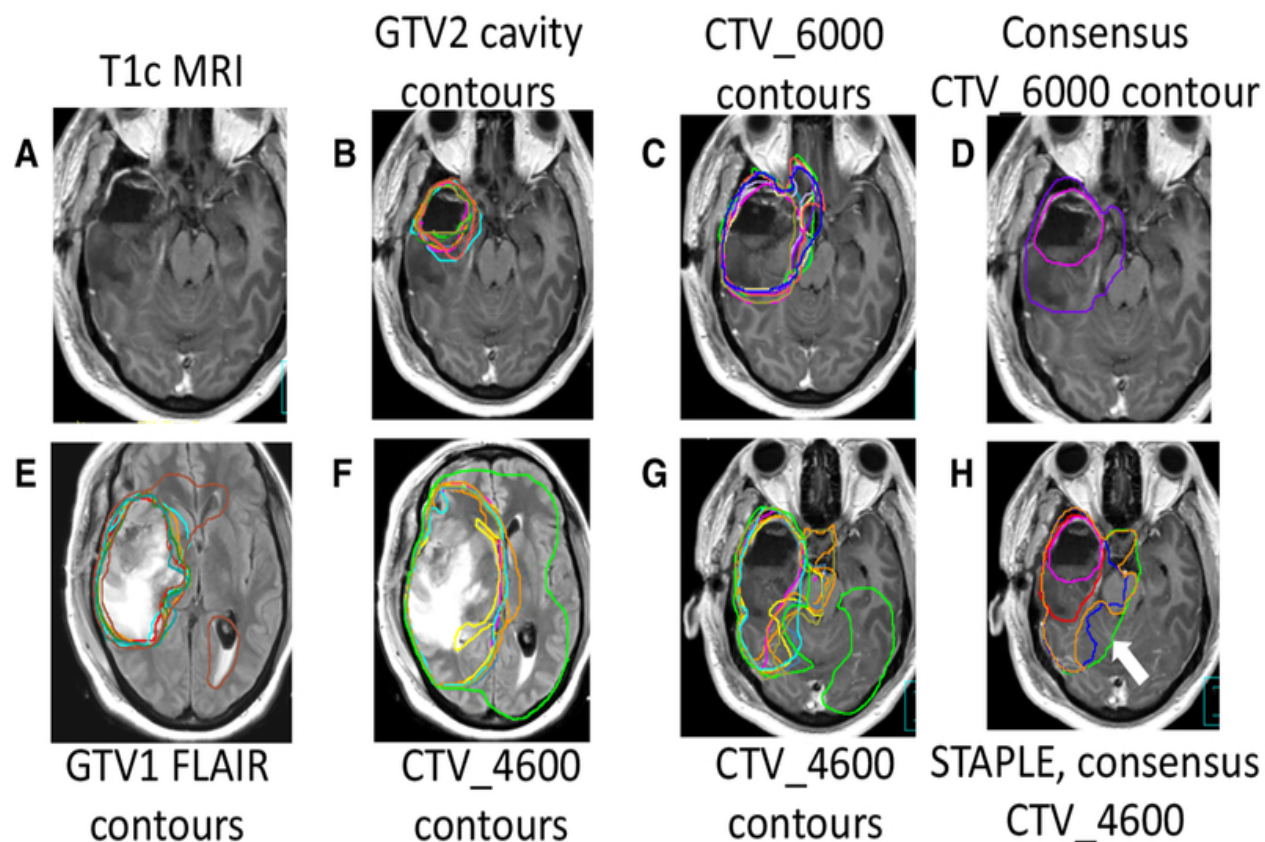 T1c MRI
GTV2 cavity
contours
CTV_6000
contours
Consensus
CTV_6000 contour
A
B
C
D
E
F
G
H
GTV1 FLAIR
contours
CTV_4600
contours
CTV_4600
contours
STAPLE, consensus
CTV_4600